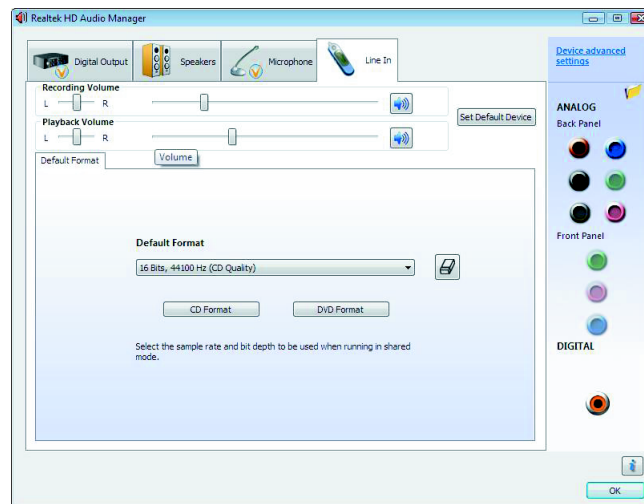 Realtek HD Audio Manager
Digital Output
Speakers
Microphone
Line In
Device advanced
settings
Recording Volume
L
R
Set Default Device
Playback Volume
L
R
Volume
Default Format
Default Format
16 Bits, 44100 Hz (CD Quality)
CD Format
DVD Format
Select the sample rate and bit depth to be used when running in shared
mode.
ANALOG
Back Panel
Front Panel
DIGITAL
i
OK